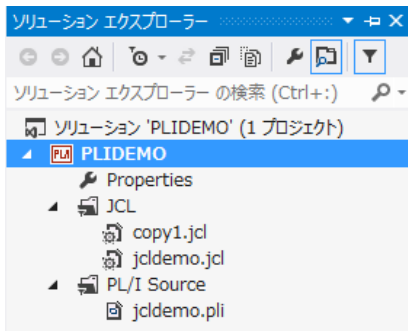 ソリューション エクスプローラー
ソリューション エクスプローラー の検索 (Ctrl+:)
ソリューション 'PLIDEMO' (1 プロジェクト)
PLI PLIDEMO
Properties
JCL
copy1.jcl
jcldemo.jcl
PL/I Source
jcldemo.pli